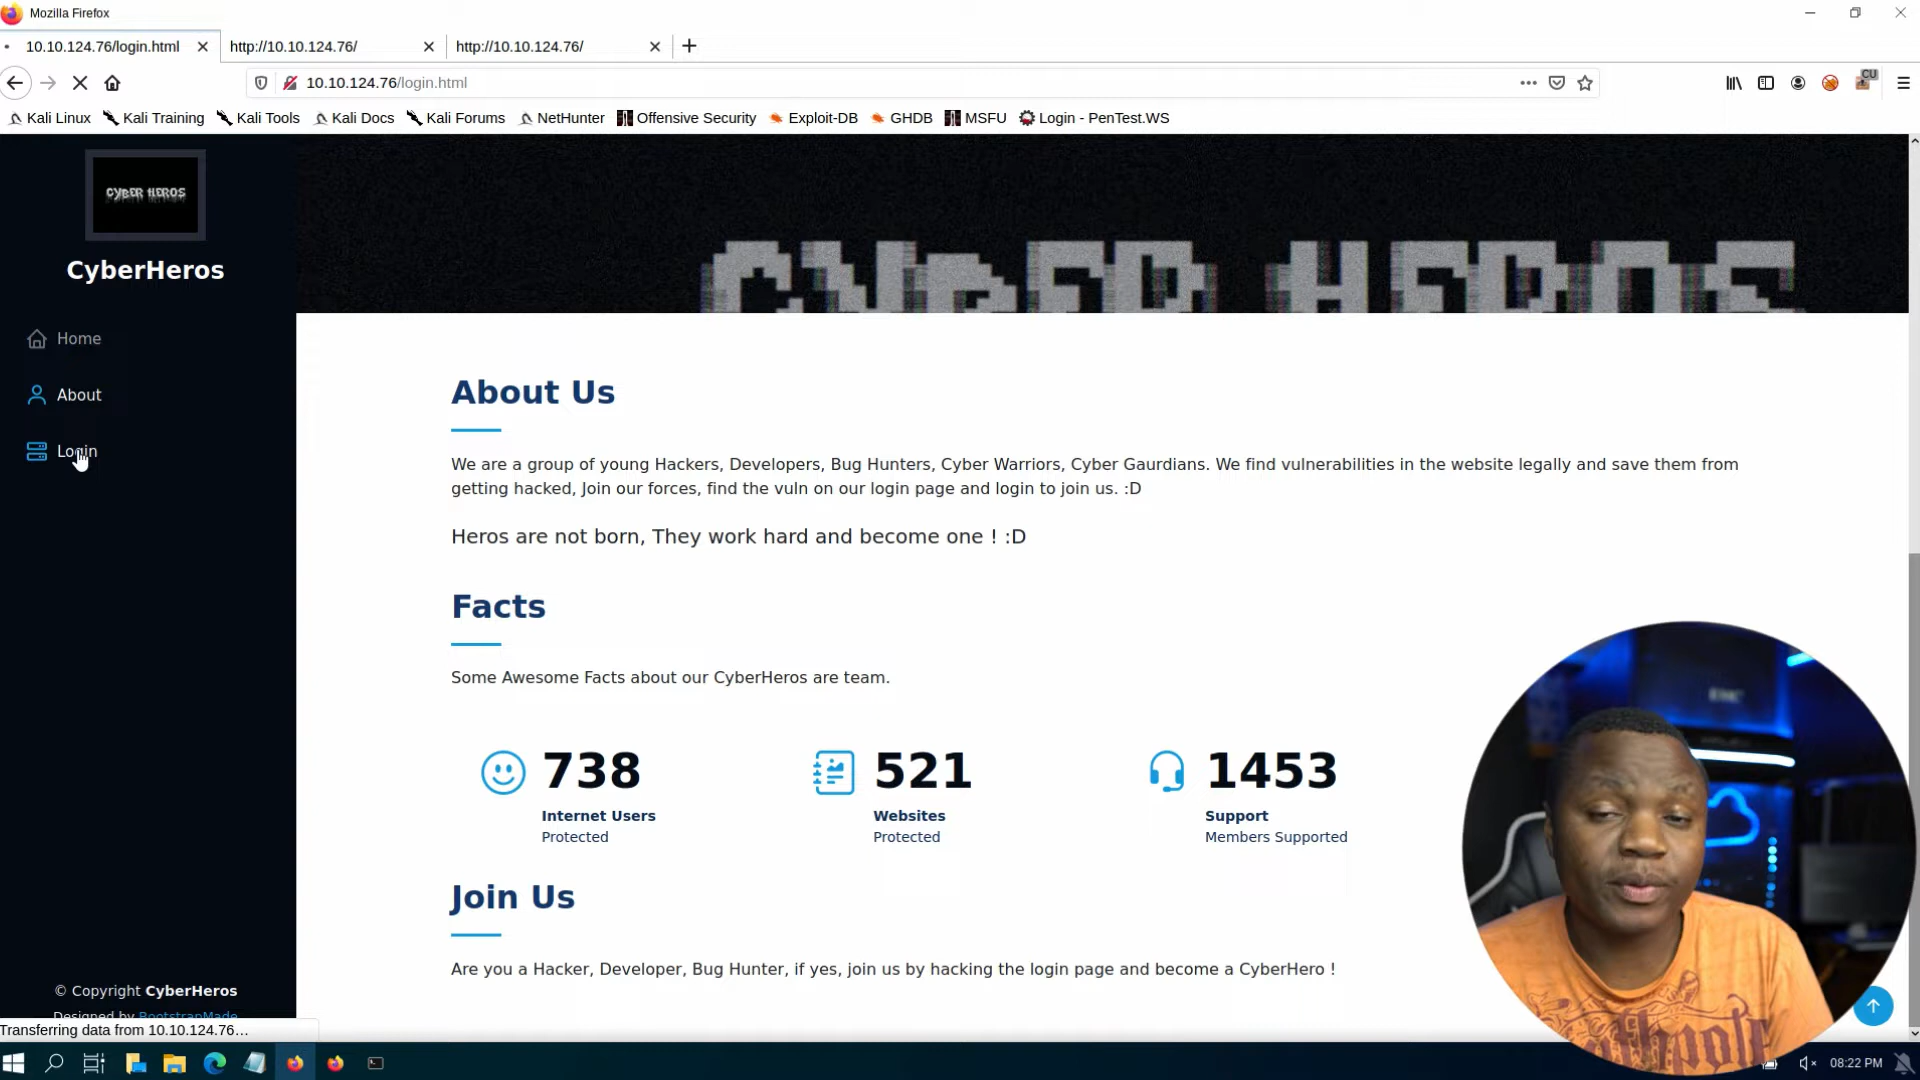 Mozilla Firefox
10.10.124.76/login.html
http://10.10.124.76/
http://10.10.124.76/
10.10.124.76/login.html
CU
Kali Linux Kali Training Kali Tools Kali Docs Kali Forums NetHunter Offensive Security Exploit-DB GHDB MSFU Login - PenTest.WS
CYBER HEROS
CyberHeros
Home
About
Login
CYBER HEROS
About Us
We are a group of young Hackers, Developers, Bug Hunters, Cyber Warriors, Cyber Gaurdians. We find vulnerabilities in the website legally and save them from
getting hacked, Join our forces, find the vuln on our login page and login to join us. :D
Heros are not born, They work hard and become one ! :D
Facts
Some Awesome Facts about our CyberHeros are team.
738
Internet Users
Protected
521
Websites
Protected
1453
Support
Members Supported
Join Us
Are you a Hacker, Developer, Bug Hunter, if yes, join us by hacking the login page and become a CyberHero !
© Copyright CyberHeros
Designed by BootstrapMade
Transferring data from 10.10.124.76…
08:22 PM